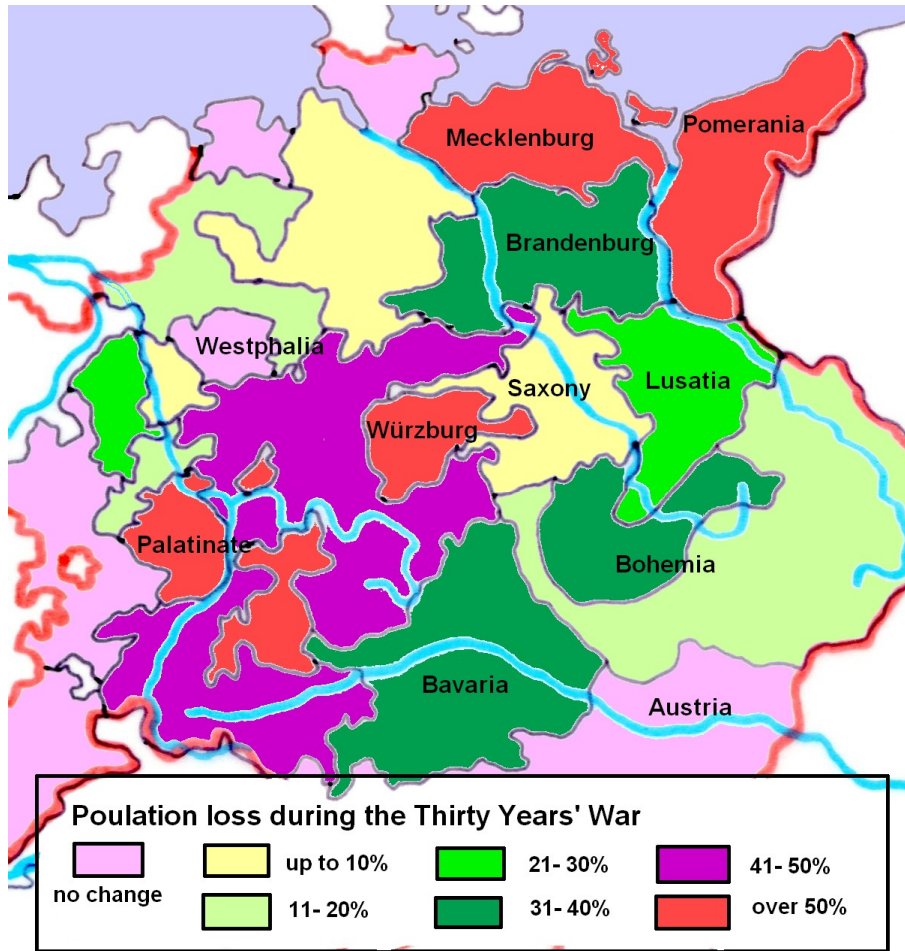 Mecklenburg
Pomerania
Brandenburg
Westphalia
Saxony
Lusatia
Würzburg
Palatinate
Bohemia
Bavaria
Austria
Poulation loss during the Thirty Years' War
no change
up to 10%
11- 20%
21- 30%
31- 40%
41- 50%
over 50%